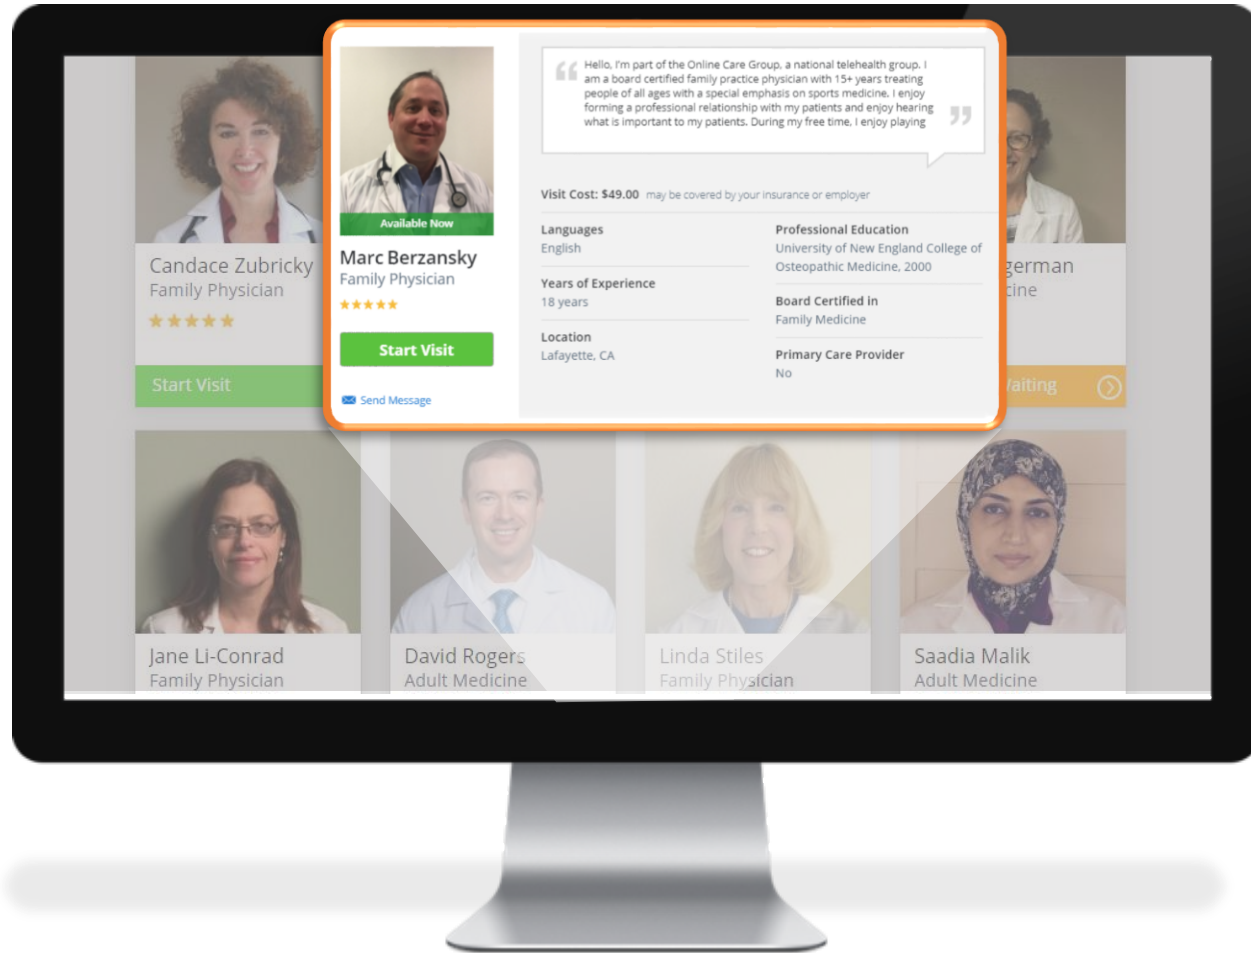 Hello, I'm part of the Online Care Group, a national telehealth group. I
am a board certified family practice physician with 15+ years treating
people of all ages with a special emphasis on sports medicine. I enjoy
forming a professional relationship with my patients and enjoy hearing
what is important to my patients. During my free time, I enjoy playing
Available Now
Marc Berzansky
Family Physician
Start Visit
Send Message
Visit Cost: $49.00 may be covered by your insurance or employer
Languages
English
Years of Experience
18 years
Location
Lafayette, CA
Professional Education
University of New England College of
Osteopathic Medicine, 2000
Board Certified in
Family Medicine
Primary Care Provider
No
Candace Zubricky
Family Physician
Start Visit
german
cine
Waiting
Jane Li-Conrad
Family Physician
David Rogers
Adult Medicine
Linda Stiles
Family Physician
Saadia Malik
Adult Medicine